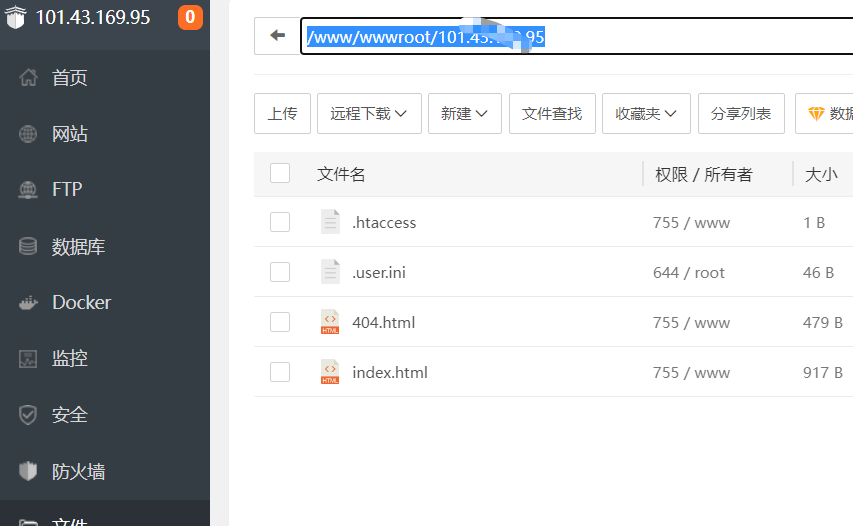 101.43.169.95
0
首页
网站
FTP
数据库
Docker
监控
安全
防火墙
文件
/www/wwwroot/101.43. .95
上传
远程下载
新建
文件查找
收藏夹
分享列表
数据
文件名
权限 / 所有者
大小
.htaccess
755 / www
1 B
.user.ini
644 / root
46 B
HTML
404.html
755 / www
479 B
HTML
index.html
755 / www
917 B